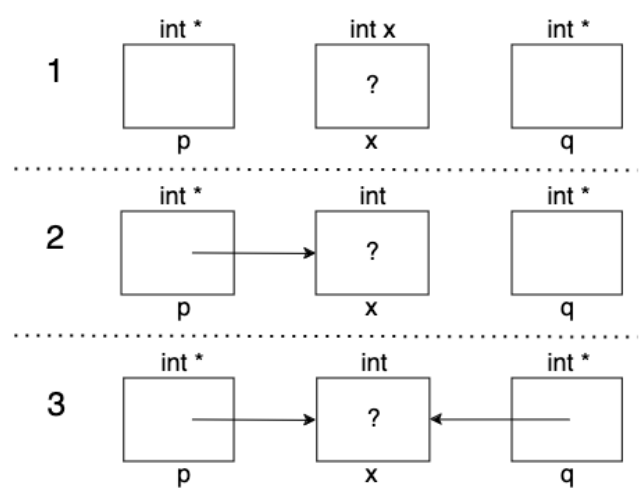 int * int x int *
1
?
p x q
int * int int *
2
?
p x q
int * int int *
3
?
p x q